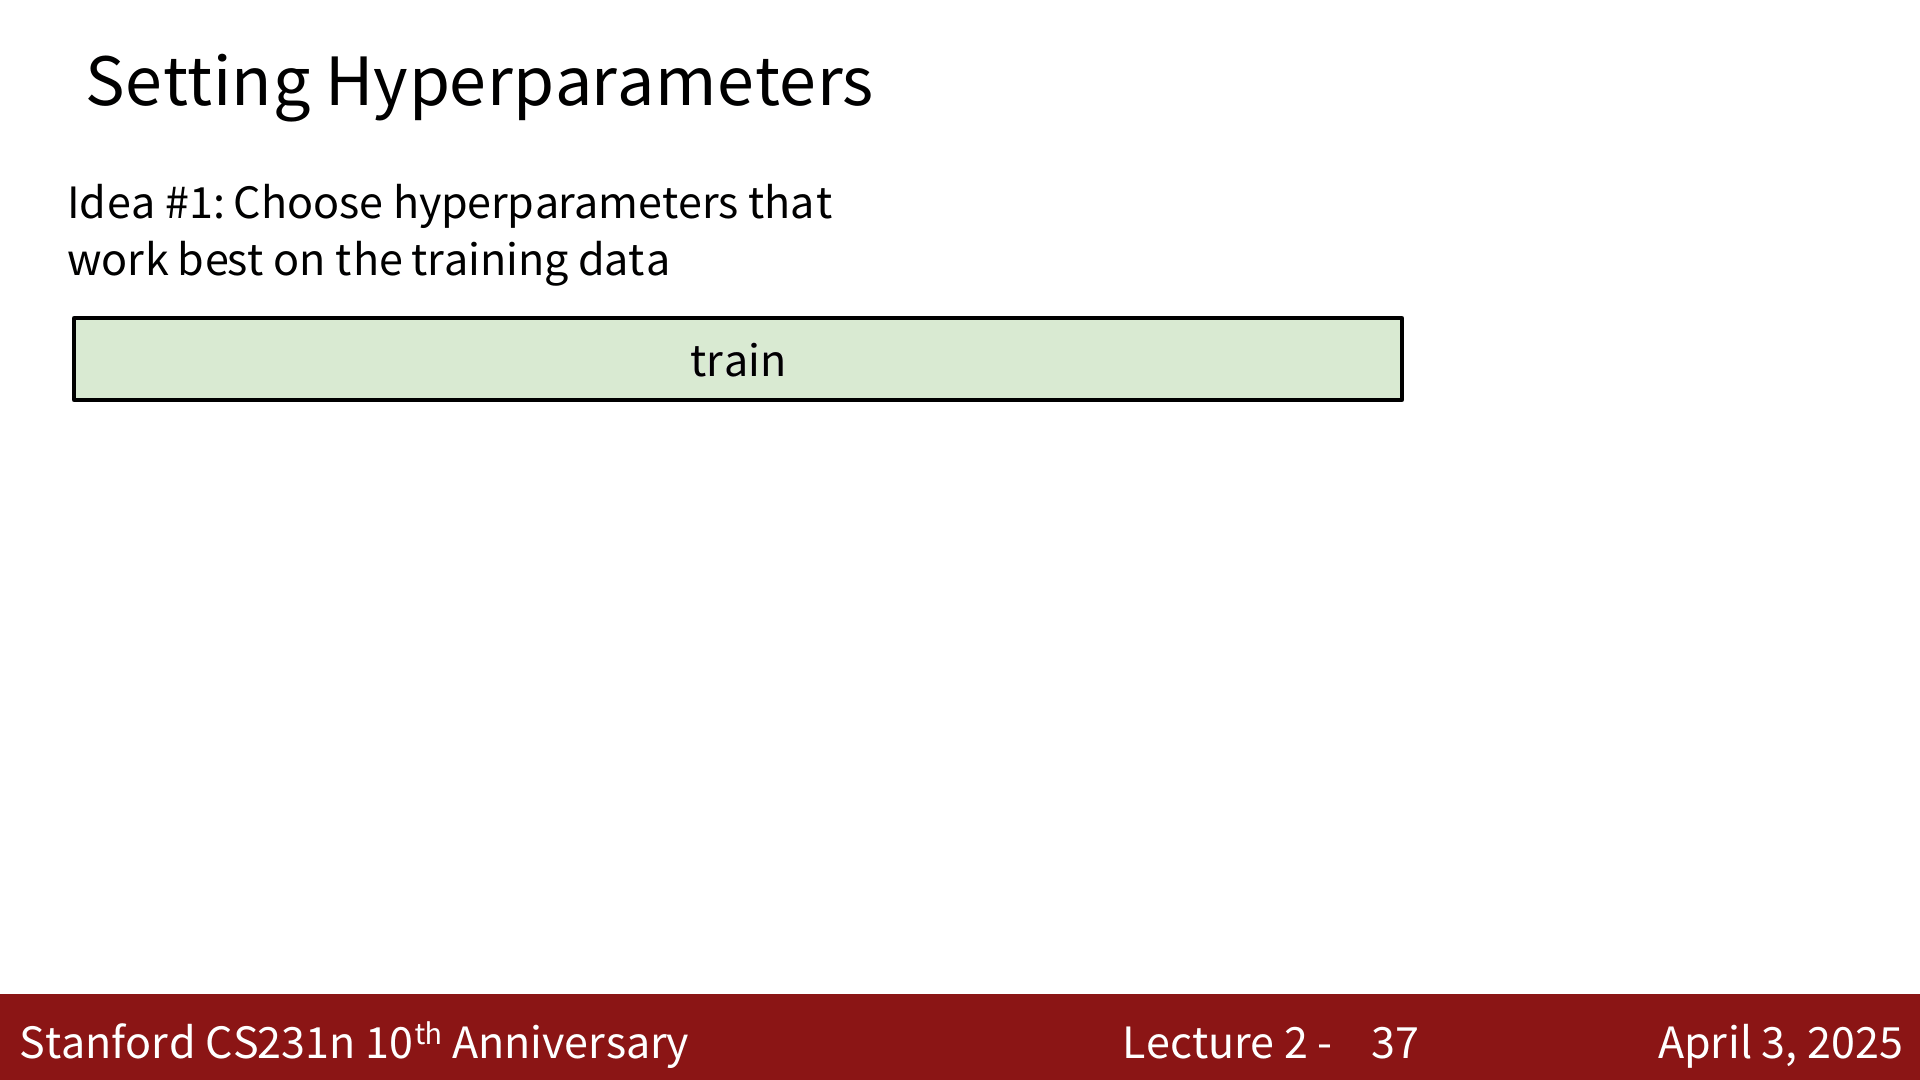 Setting Hyperparameters
Idea #1: Choose hyperparameters that
work best on the training data
train
Stanford CS231n 10th Anniversary
Lecture 2 - 37
April 3, 2025